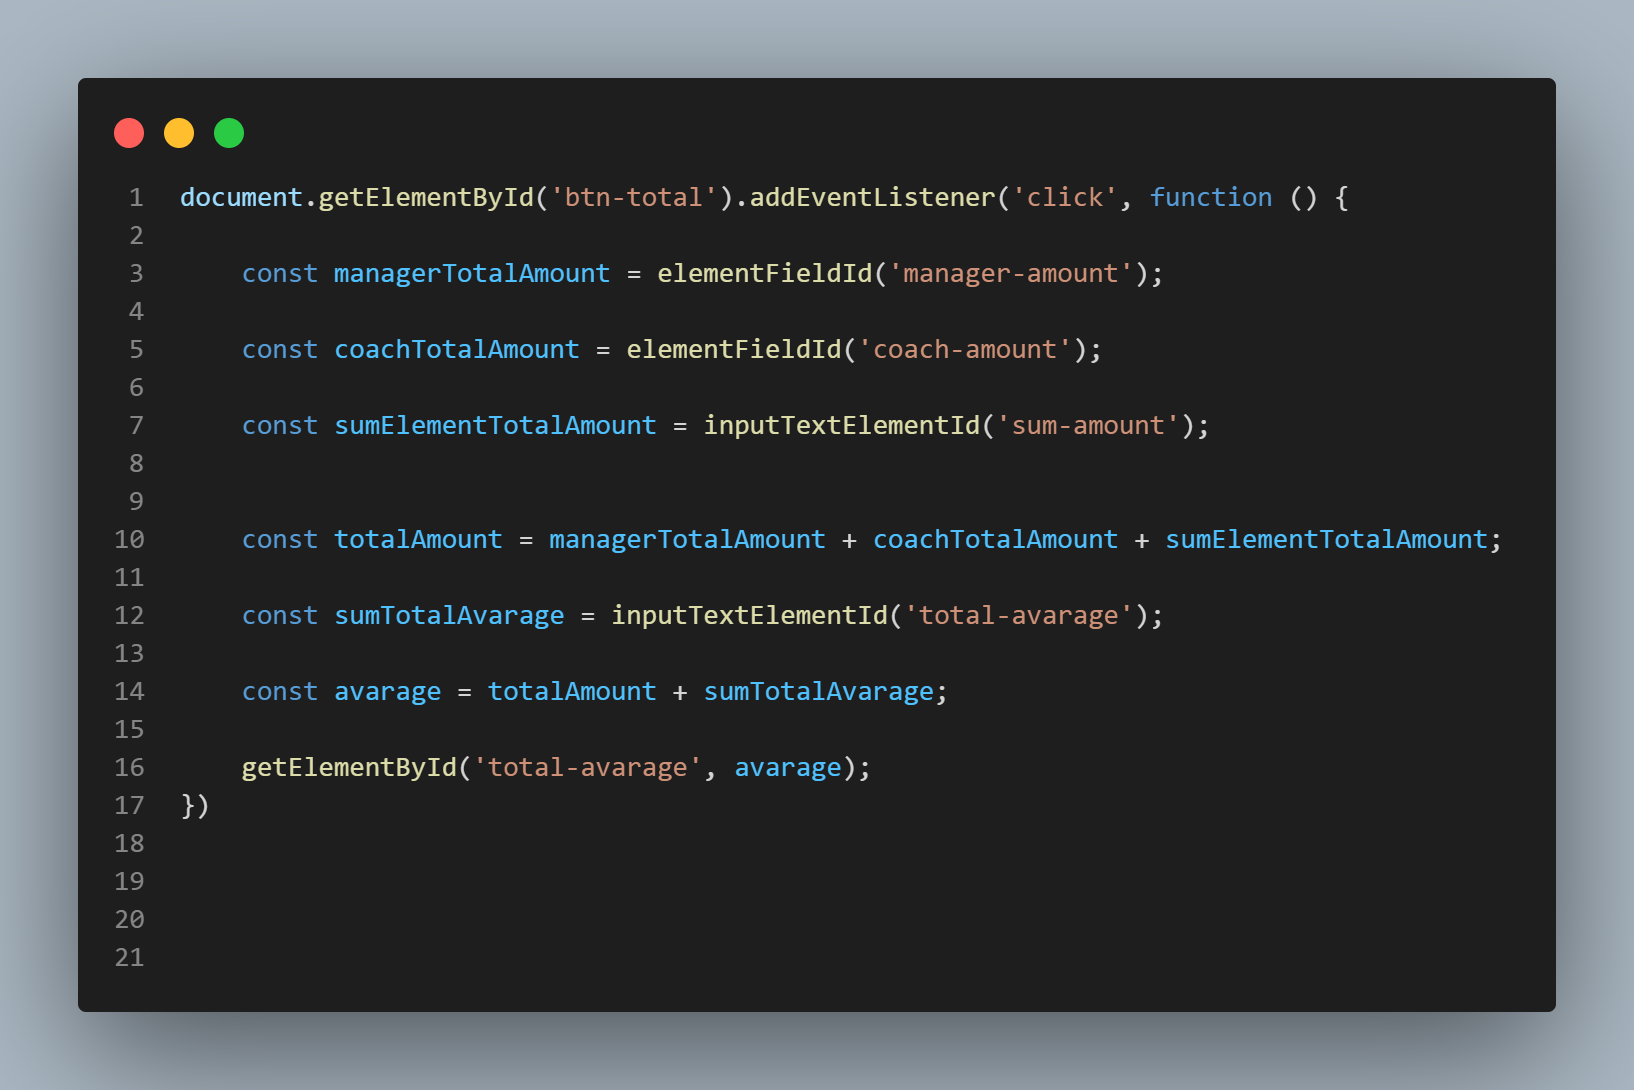 1 document.getElementById('btn-total').addEventListener('click', function () {
2
3     const managerTotalAmount = elementFieldId('manager-amount');
4
5     const coachTotalAmount = elementFieldId('coach-amount');
6
7     const sumElementTotalAmount = inputTextElementId('sum-amount');
8
9
10     const totalAmount = managerTotalAmount + coachTotalAmount + sumElementTotalAmount;
11
12     const sumTotalAvarage = inputTextElementId('total-avarage');
13
14     const avarage = totalAmount + sumTotalAvarage;
15
16     getElementById('total-avarage', avarage);
17 })
18
19
20
21